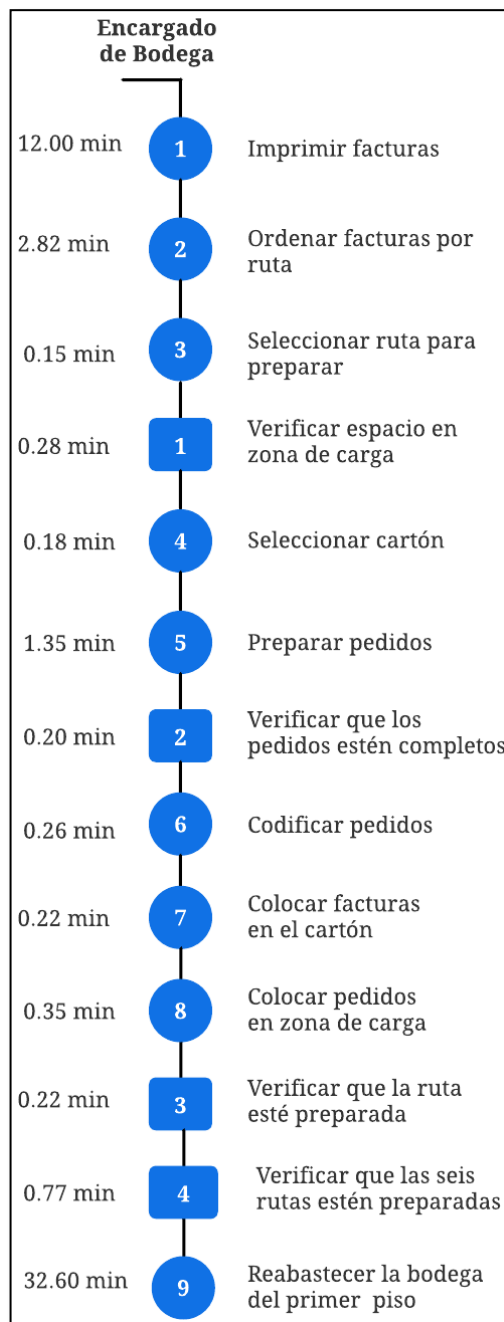 Encargado
de Bodega
12.00 min 1 Imprimir facturas
2.82 min 2 Ordenar facturas por
ruta
0.15 min 3 Seleccionar ruta para
preparar
0.28 min 1 Verificar espacio en
zona de carga
0.18 min 4 Seleccionar cartón
1.35 min 5 Preparar pedidos
0.20 min 2 Verificar que los
pedidos estén completos
0.26 min 6 Codificar pedidos
0.22 min 7 Colocar facturas
en el cartón
0.35 min 8 Colocar pedidos
en zona de carga
0.22 min 3 Verificar que la ruta
esté preparada
0.77 min 4 Verificar que las seis
rutas estén preparadas
32.60 min 9 Reabastecer la bodega
del primer piso